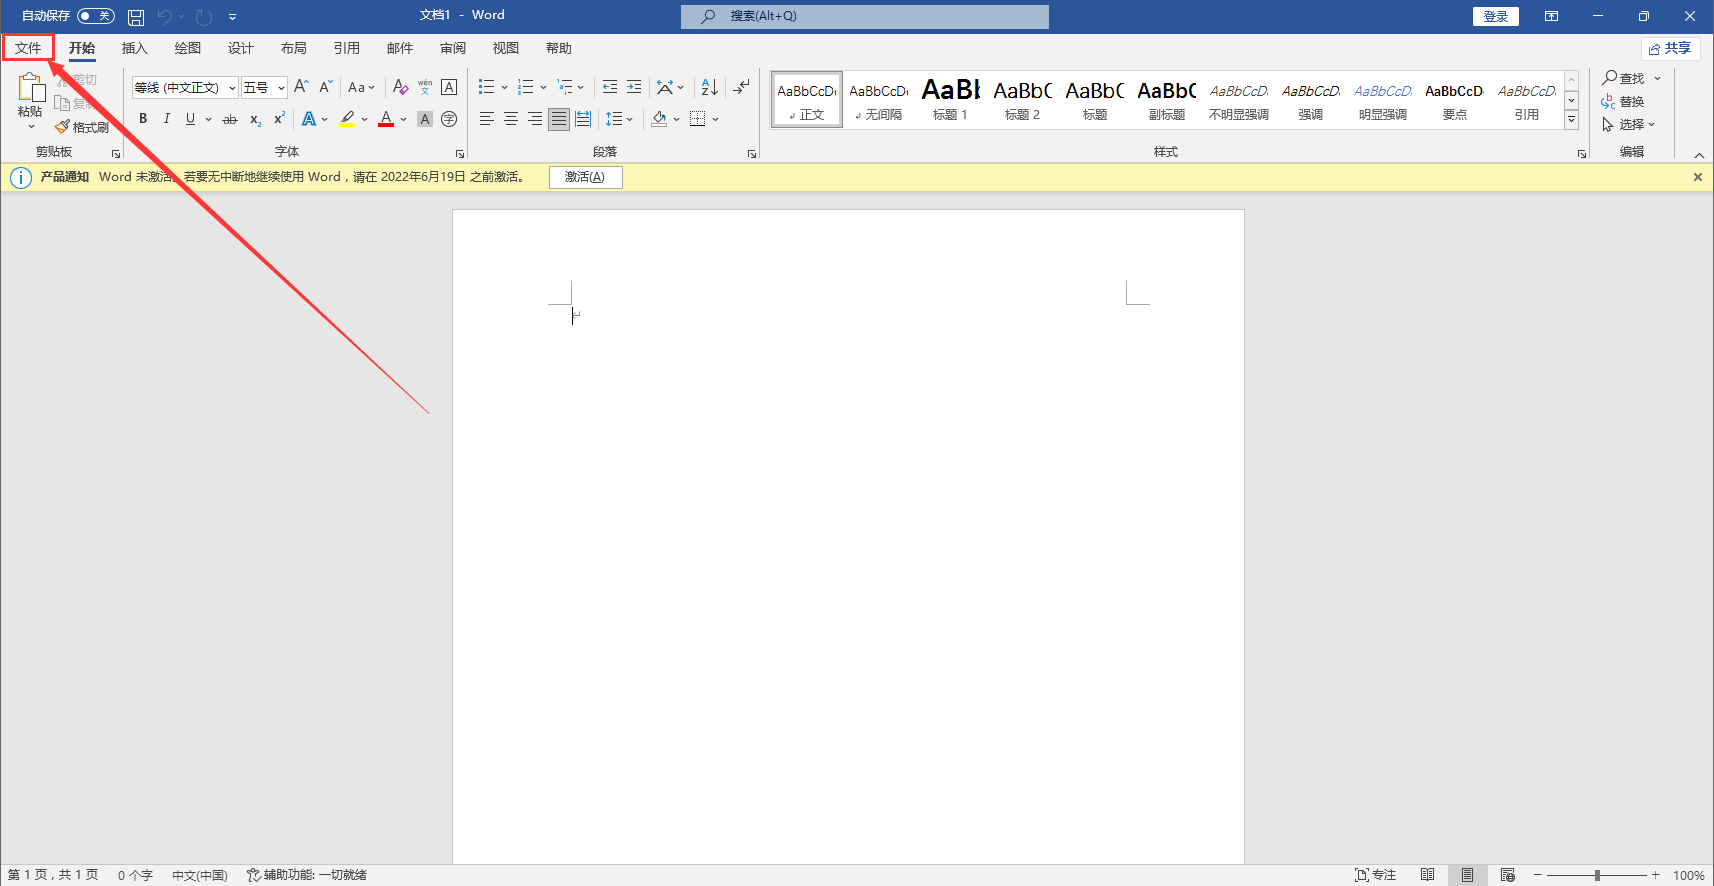 自动保存 关 文档1 - Word 搜索(Alt+Q) 登录
文件 开始 插入 绘图 设计 布局 引用 邮件 审阅 视图 帮助 共享
粘贴 剪切
格式刷
剪贴板
等线 (中文正文) 五号 A A Aa A wén 文 A
B I U ab x₂ x² A A A 字
字体
A Z
段落
AaBbCcDd AaBbCcDd AaBb AaBbC AaBbC AaBbC AaBbCcDd AaBbCcDd AaBbCcDd AaBbCcD AaBbCcDd
正文 无间隔 标题 1 标题 2 标题 副标题 不明显强调 强调 明显强调 要点 引用
样式
查找
替换
选择
编辑
产品通知 Word 未激活。若要无中断地继续使用 Word，请在 2022年6月19日 之前激活。 激活(A)
第 1 页，共 1 页 0 个字 中文(中国) 辅助功能: 一切就绪 专注 100%